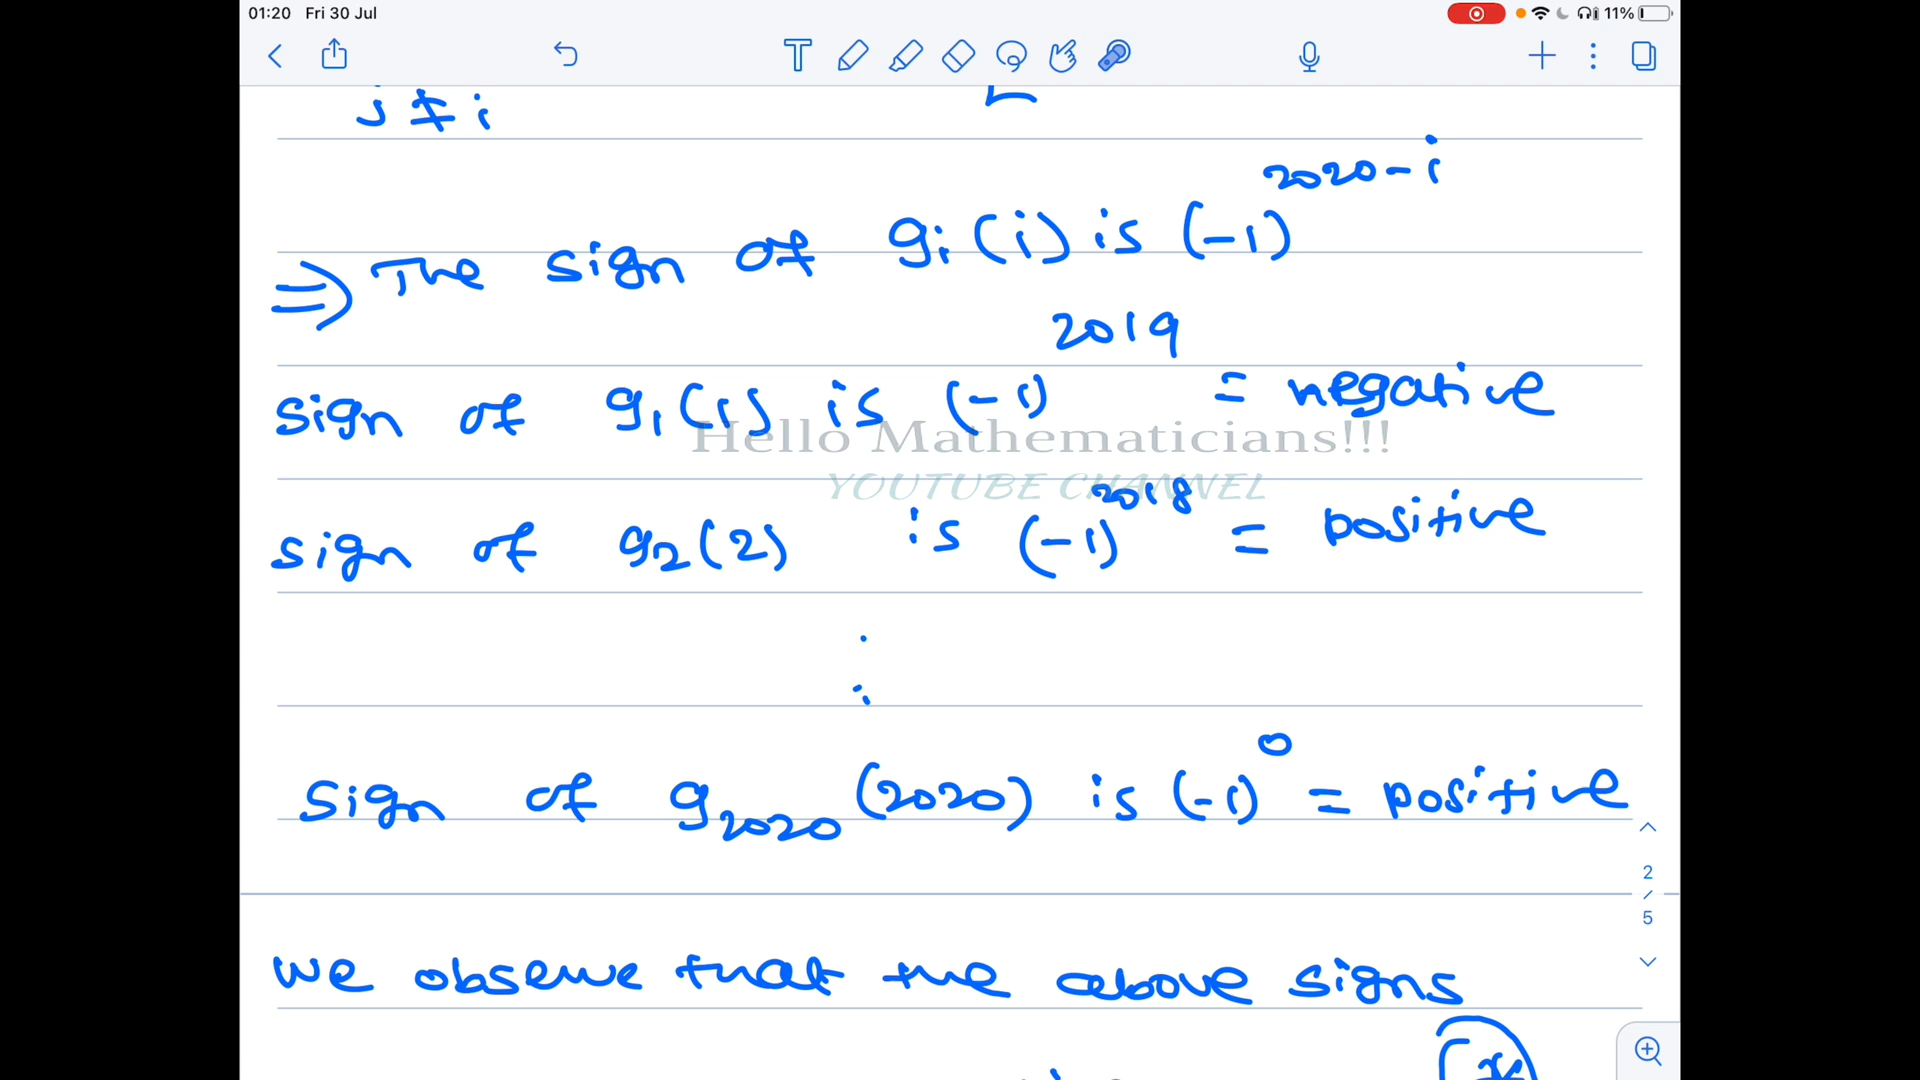 01:20 Fri 30 Jul 11%
j ≠ i
⇒ The sign of gᵢ(i) is (-1)²⁰²⁰⁻ⁱ
sign of g₁(1) is (-1)²⁰¹⁹ = negative
Hello Mathematicians!!!
YOUTUBE CHANNEL
sign of g₂(2) is (-1)²⁰¹⁸ = positive
sign of g₂₀₂₀(2020) is (-1)⁰ = positive
2
/
5
we observe that the above signs